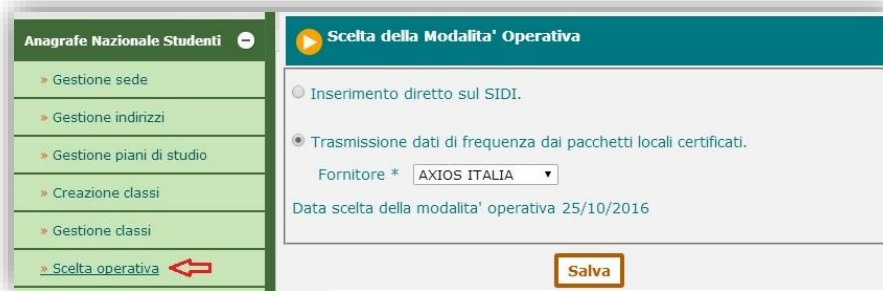 Anagrafe Nazionale Studenti
» Gestione sede
» Gestione indirizzi
» Gestione piani di studio
» Creazione classi
» Gestione classi
» Scelta operativa
Scelta della Modalita' Operativa
Inserimento diretto sul SIDI.
Trasmissione dati di frequenza dai pacchetti locali certificati.
Fornitore * AXIOS ITALIA
Data scelta della modalita' operativa 25/10/2016
Salva